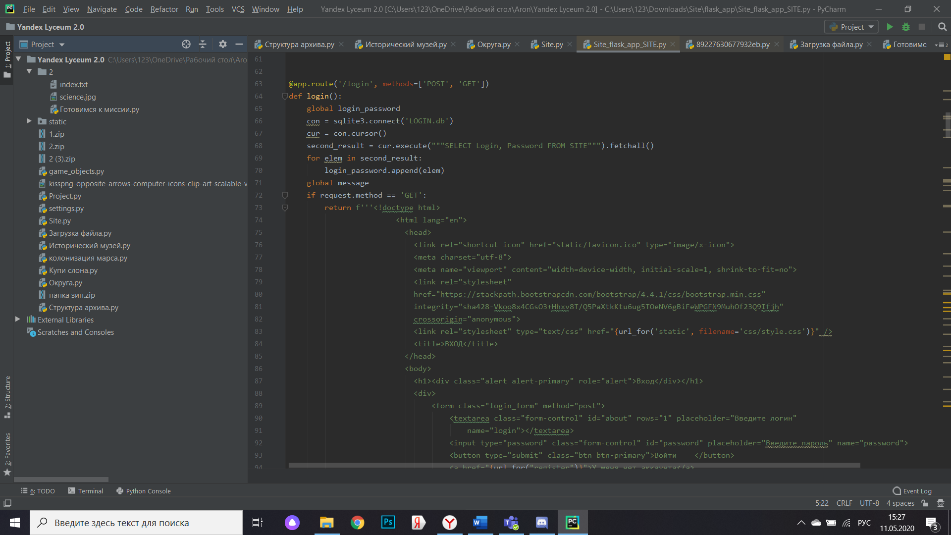 File Edit View Navigate Code Refactor Run Tools VCS Window Help Yandex Lyceum 2.0 [C:\Users\123\OneDrive\Рабочий стол\Aron\Yandex Lyceum 2.0] - C:\Users\123\Downloads\Site\flask_app\Site_flask_app_SITE.py - PyCharm
Yandex Lyceum 2.0 Project
Project Структура архива.py Исторический музей.py Округа.py Site.py Site_flask_app_SITE.py 89227630677932eb.py Загрузка файла.py Готовимс
1: Project
Yandex Lyceum 2.0 C:\Users\123\OneDrive\Рабочий стол\Aron
2
index.txt
science.jpg
Готовимся к миссии.py
static
1.zip
2.zip
2 (3).zip
game_objects.py
kisspng-opposite-arrows-computer-icons-clip-art-scalable-v
Project.py
settings.py
Site.py
Загрузка файла.py
Исторический музей.py
колонизация марса.py
Купи слона.py
Округа.py
папка зип.py
Структура архива.py
External Libraries
Scratches and Consoles
61
62
63 @app.route('/login', methods=['POST', 'GET'])
64 def login():
65 global login_password
66 con = sqlite3.connect('LOGIN.db')
67 cur = con.cursor()
68 second_result = cur.execute("""SELECT Login, Password FROM SITE""").fetchall()
69 for elem in second_result:
70 login_password.append(elem)
71 global message
72 if request.method == 'GET':
73 return f'''<!doctype html>
74 <html lang="en">
75 <head>
76 <link rel="shortcut icon" href="static/favicon.ico" type="image/x-icon">
77 <meta charset="utf-8">
78 <meta name="viewport" content="width=device-width, initial-scale=1, shrink-to-fit=no">
79 <link rel="stylesheet"
80 href="https://stackpath.bootstrapcdn.com/bootstrap/4.4.1/css/bootstrap.min.css"
81
82 crossorigin="anonymous">
83 <link rel="stylesheet" type="text/css" href="{url_for('static', filename='css/style.css')}" />
84 <title>ВХОД</title>
85 </head>
86 <body>
87 <h1><div class="alert alert-primary" role="alert">Вход</div></h1>
88 <div>
89 <form class="login_form" method="post">
90 <textarea class="form-control" id="about" rows="1" placeholder="Введите логин"
91 name="login"></textarea>
92 <input type="password" class="form-control" id="password" placeholder="Введите пароль" name="password">
93 <button type="submit" class="btn btn-primary">Войти </button>
94
7: Structure
2: Favorites
6: TODO Terminal Python Console Event Log
5:22 CRLF UTF-8 4 spaces
Введите здесь текст для поиска РУС 15:27
11.05.2020 3